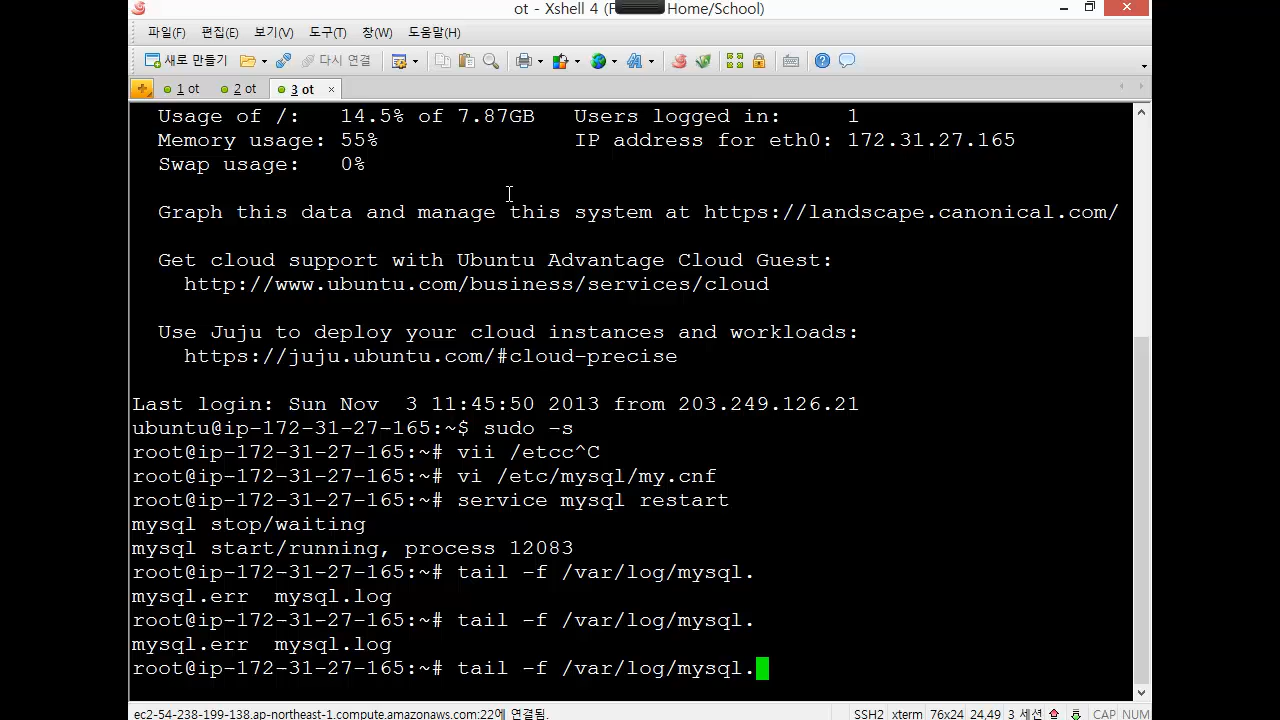 ot - Xshell 4 (F Home/School)
파일(F) 편집(E) 보기(V) 도구(T) 창(W) 도움말(H)
새로 만들기 다시 연결
1 ot 2 ot 3 ot
Usage of /: 14.5% of 7.87GB Users logged in: 1
Memory usage: 55% IP address for eth0: 172.31.27.165
Swap usage: 0%
Graph this data and manage this system at https://landscape.canonical.com/
Get cloud support with Ubuntu Advantage Cloud Guest:
http://www.ubuntu.com/business/services/cloud
Use Juju to deploy your cloud instances and workloads:
https://juju.ubuntu.com/#cloud-precise
Last login: Sun Nov 3 11:45:50 2013 from 203.249.126.21
ubuntu@ip-172-31-27-165:~$ sudo -s
root@ip-172-31-27-165:~# vii /etcc^C
root@ip-172-31-27-165:~# vi /etc/mysql/my.cnf
root@ip-172-31-27-165:~# service mysql restart
mysql stop/waiting
mysql start/running, process 12083
root@ip-172-31-27-165:~# tail -f /var/log/mysql.
mysql.err mysql.log
root@ip-172-31-27-165:~# tail -f /var/log/mysql.
mysql.err mysql.log
root@ip-172-31-27-165:~# tail -f /var/log/mysql.
ec2-54-238-199-138.ap-northeast-1.compute.amazonaws.com:22에 연결됨. SSH2 xterm 76x24 24,49 3 세션 CAP NUM